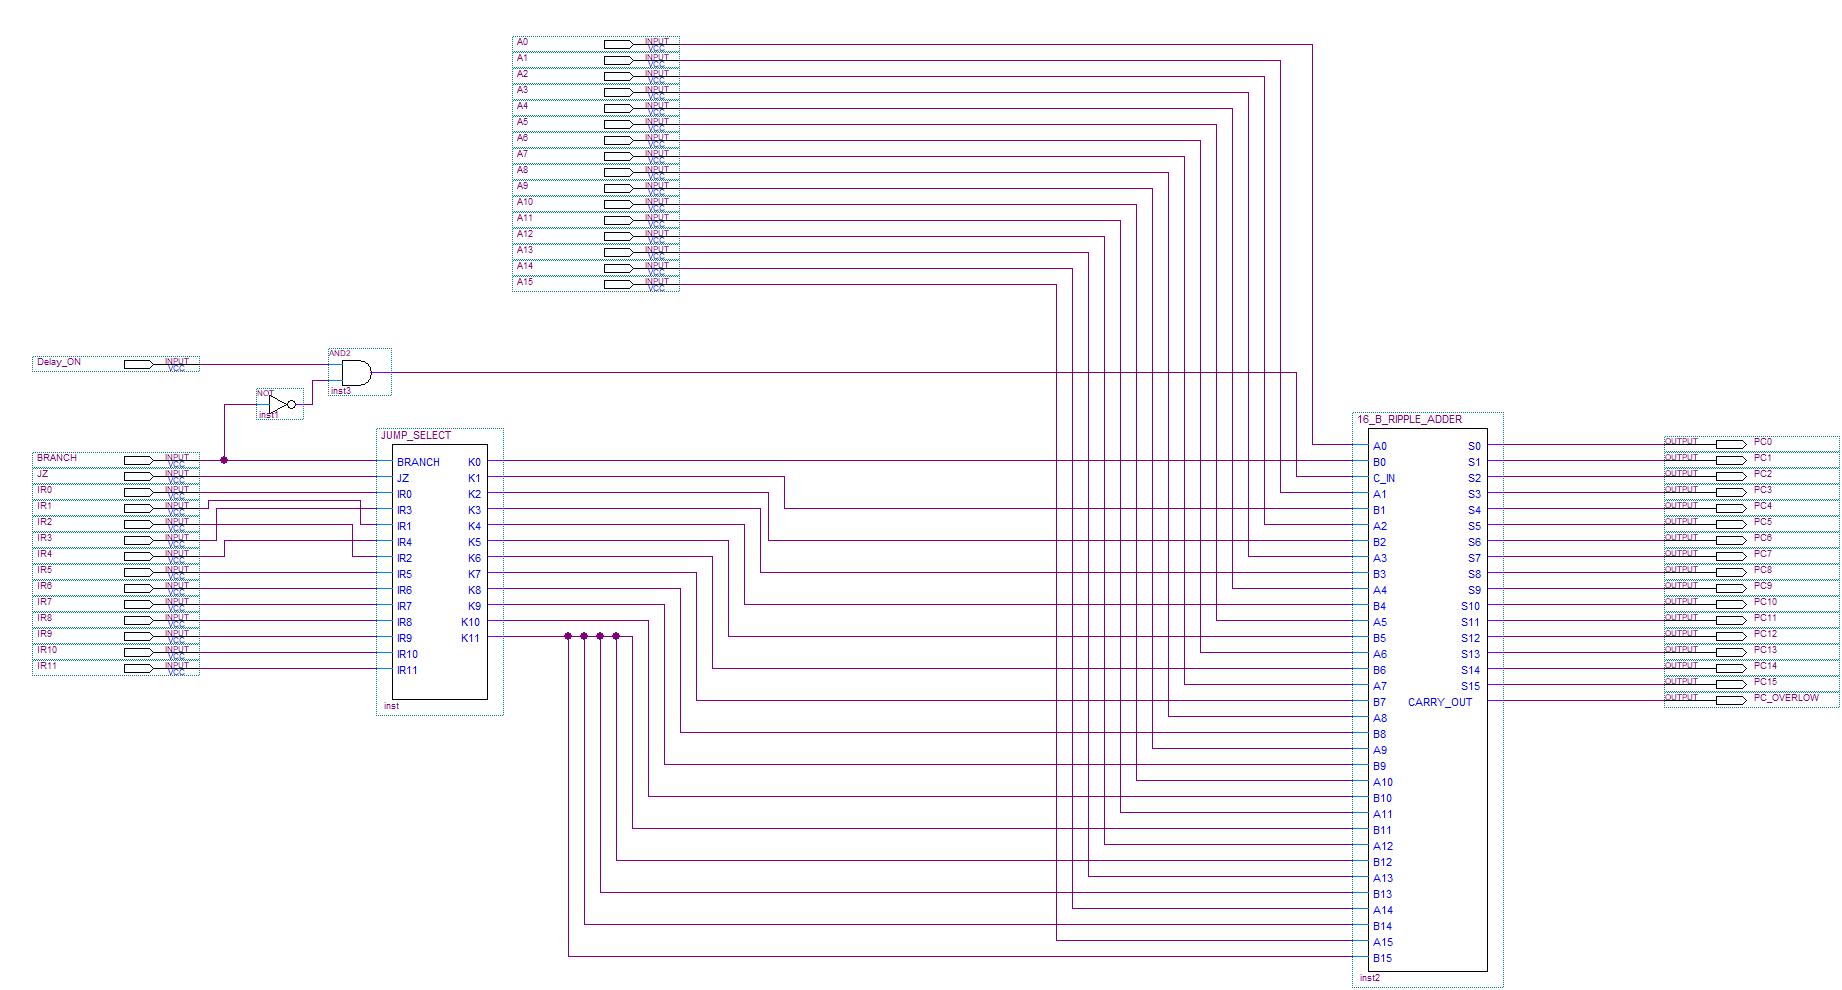 A0 INPUT VCC
A1 INPUT VCC
A2 INPUT VCC
A3 INPUT VCC
A4 INPUT VCC
A5 INPUT VCC
A6 INPUT VCC
A7 INPUT VCC
A8 INPUT VCC
A9 INPUT VCC
A10 INPUT VCC
A11 INPUT VCC
A12 INPUT VCC
A13 INPUT VCC
A14 INPUT VCC
A15 INPUT VCC
Delay_ON INPUT VCC
AND2
inst3
NOT
inst1
BRANCH INPUT VCC
JZ INPUT VCC
IR0 INPUT VCC
IR1 INPUT VCC
IR2 INPUT VCC
IR3 INPUT VCC
IR4 INPUT VCC
IR5 INPUT VCC
IR6 INPUT VCC
IR7 INPUT VCC
IR8 INPUT VCC
IR9 INPUT VCC
IR10 INPUT VCC
IR11 INPUT VCC
JUMP_SELECT
BRANCH K0
JZ K1
IR0 K2
IR3 K3
IR1 K4
IR4 K5
IR2 K6
IR5 K7
IR6 K8
IR7 K9
IR8 K10
IR9 K11
IR10
IR11
inst
16_B_RIPPLE_ADDER
A0 S0
B0 S1
C_IN S2
A1 S3
B1 S4
A2 S5
B2 S6
A3 S7
B3 S8
A4 S9
B4 S10
A5 S11
B5 S12
A6 S13
B6 S14
A7 S15
B7 CARRY_OUT
A8
B8
A9
B9
A10
B10
A11
B11
A12
B12
A13
B13
A14
B14
A15
B15
inst2
OUTPUT PC0
OUTPUT PC1
OUTPUT PC2
OUTPUT PC3
OUTPUT PC4
OUTPUT PC5
OUTPUT PC6
OUTPUT PC7
OUTPUT PC8
OUTPUT PC9
OUTPUT PC10
OUTPUT PC11
OUTPUT PC12
OUTPUT PC13
OUTPUT PC14
OUTPUT PC15
OUTPUT PC_OVERLOW